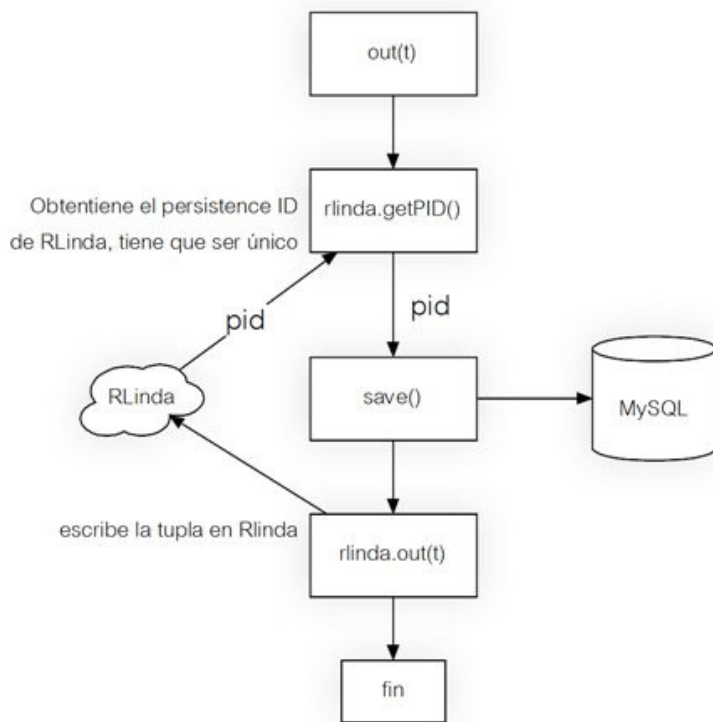 out(t)
Obtentiene el persistence ID
de RLinda, tiene que ser único
rlinda.getPID()
pid
pid
RLinda
save()
MySQL
escribe la tupla en Rlinda
rlinda.out(t)
fin